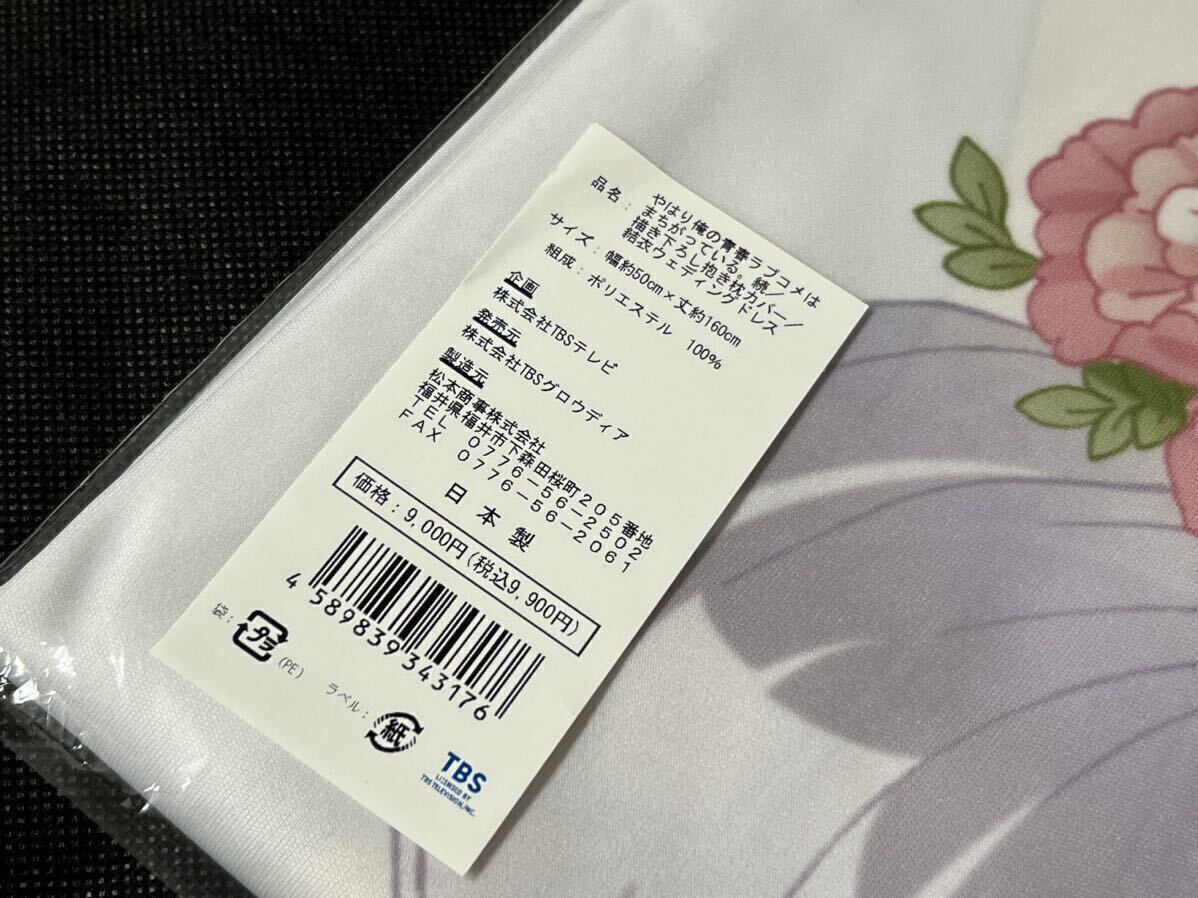 品名：やはり俺の青春ラブコメは
まちがっている。続／
描き下ろし抱き枕カバー／
結衣ウェディングドレス
サイズ：幅約50cm×丈約160cm
組成：ポリエステル 100%
企画
株式会社TBSテレビ
発売元
株式会社TBSグロウディア
製造元
松本商事株式会社
福井県福井市下森田桜町２０５番地
ＴＥＬ ０７７６－５６－２５０２
ＦＡＸ ０７７６－５６－２０６１
日本製
価格：9,000円(税込9,900円)
4 589839 343176
袋：プラ (PE)
ラベル：紙
TBS
LICENSED BY
TBS TELEVISION, INC.